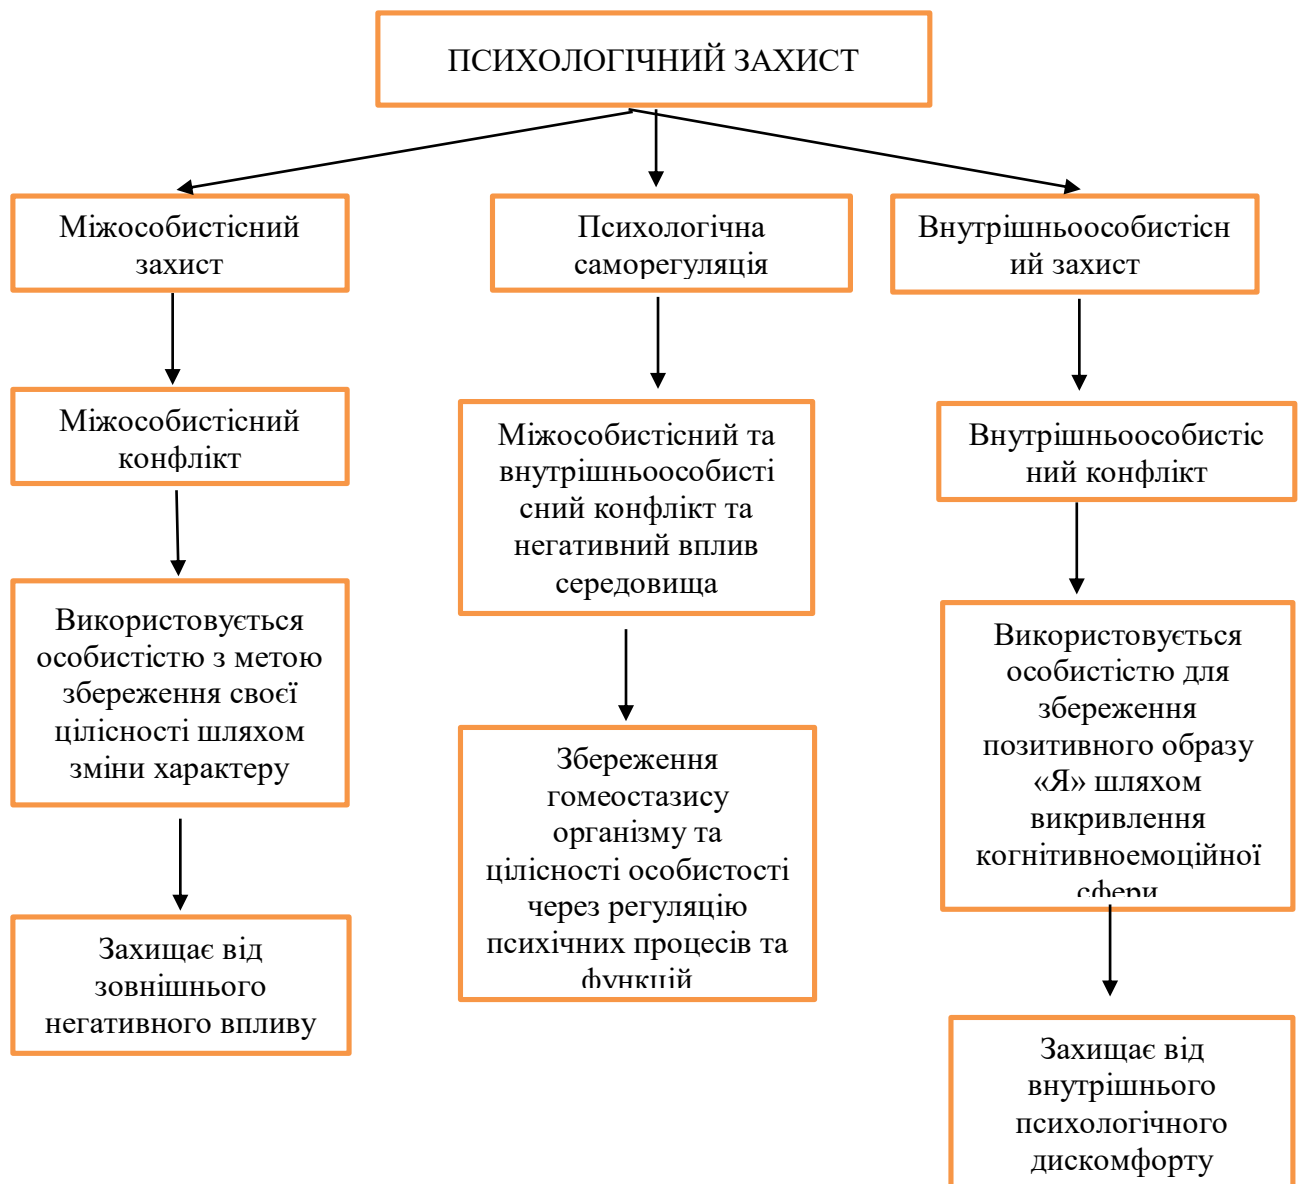 ПСИХОЛОГІЧНИЙ ЗАХИСТ
Міжособистісний
захист
Психологічна
саморегуляція
Внутрішньоособистісн
ий захист
Міжособистісний
конфлікт
Міжособистісний та
внутрішньоособисті
сний конфлікт та
негативний вплив
середовища
Внутрішньоособистіс
ний конфлікт
Використовується
особистістю з метою
збереження своєї
цілісності шляхом
зміни характеру
Збереження
гомеостазису
організму та
цілісності особистості
через регуляцію
психічних процесів та
функцій
Використовується
особистістю для
збереження
позитивного образу
«Я» шляхом
викривлення
когнітивноемоційної
сфери
Захищає від
зовнішнього
негативного впливу
Захищає від
внутрішнього
психологічного
дискомфорту